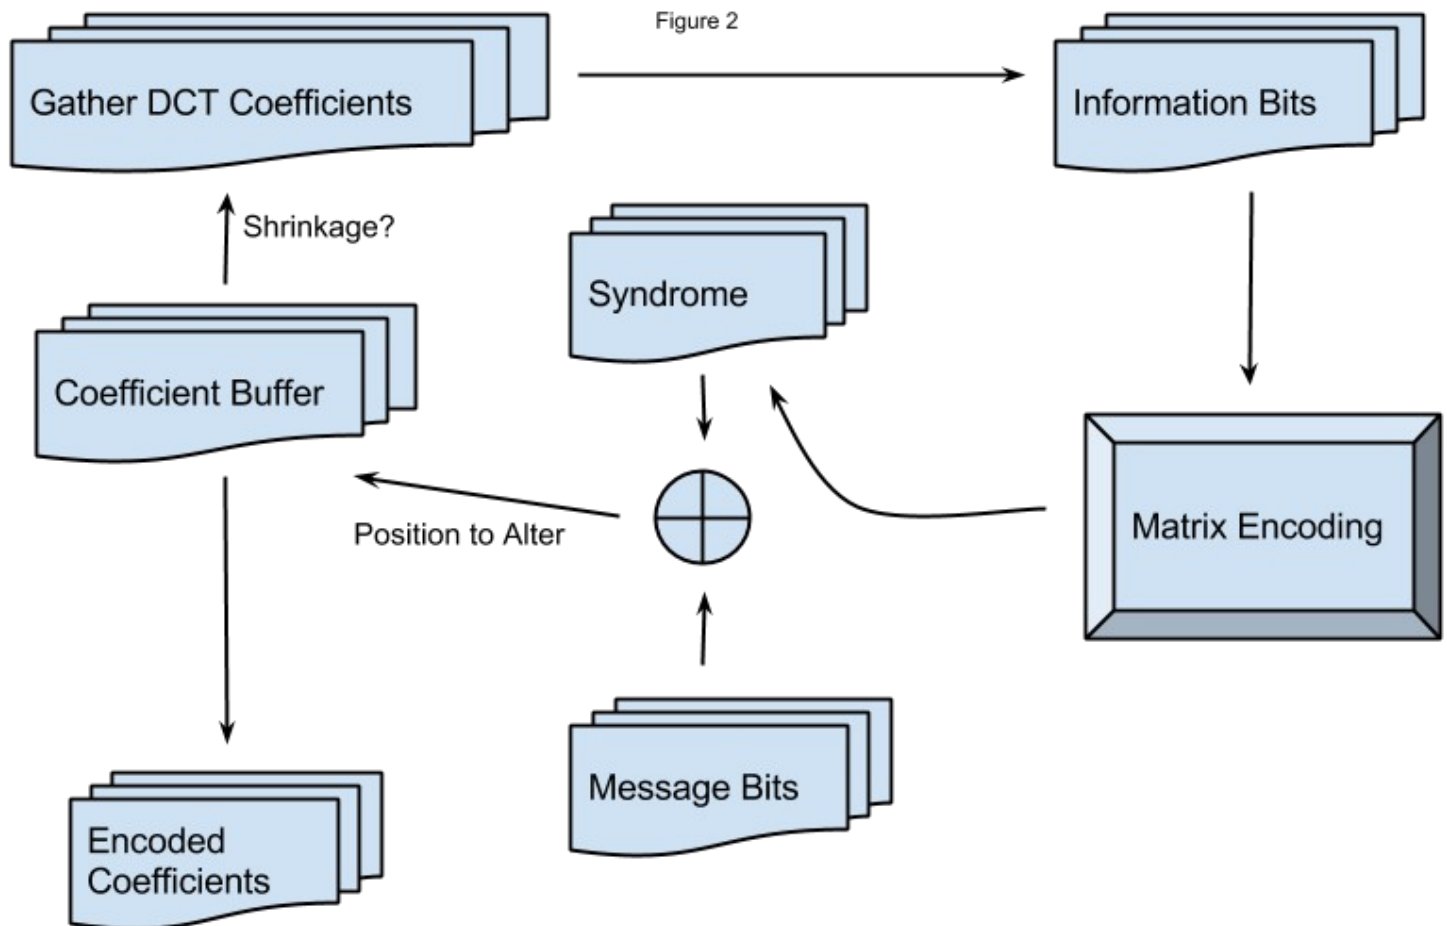 Figure 2
Gather DCT Coefficients
Information Bits
Shrinkage?
Syndrome
Coefficient Buffer
Matrix Encoding
Position to Alter
Message Bits
Encoded
Coefficients